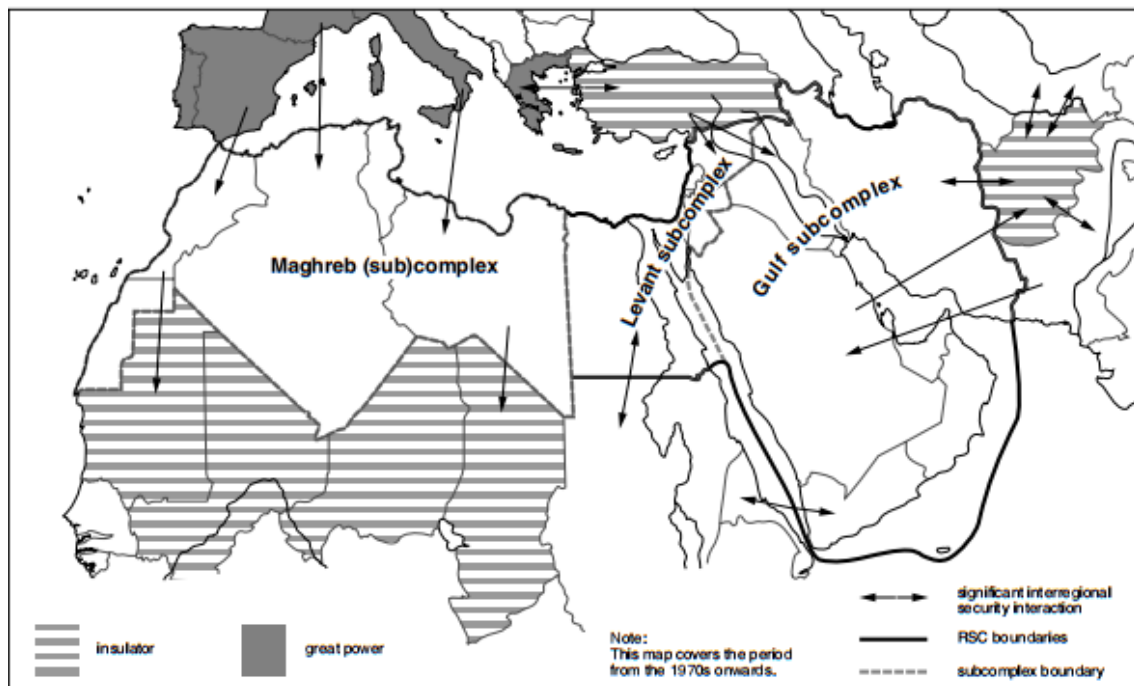 Maghreb (sub)complex
Levant subcomplex
Gulf subcomplex
insulator
great power
Note:
This map covers the period
from the 1970s onwards.
significant interregional
security interaction
RSC boundaries
subcomplex boundary